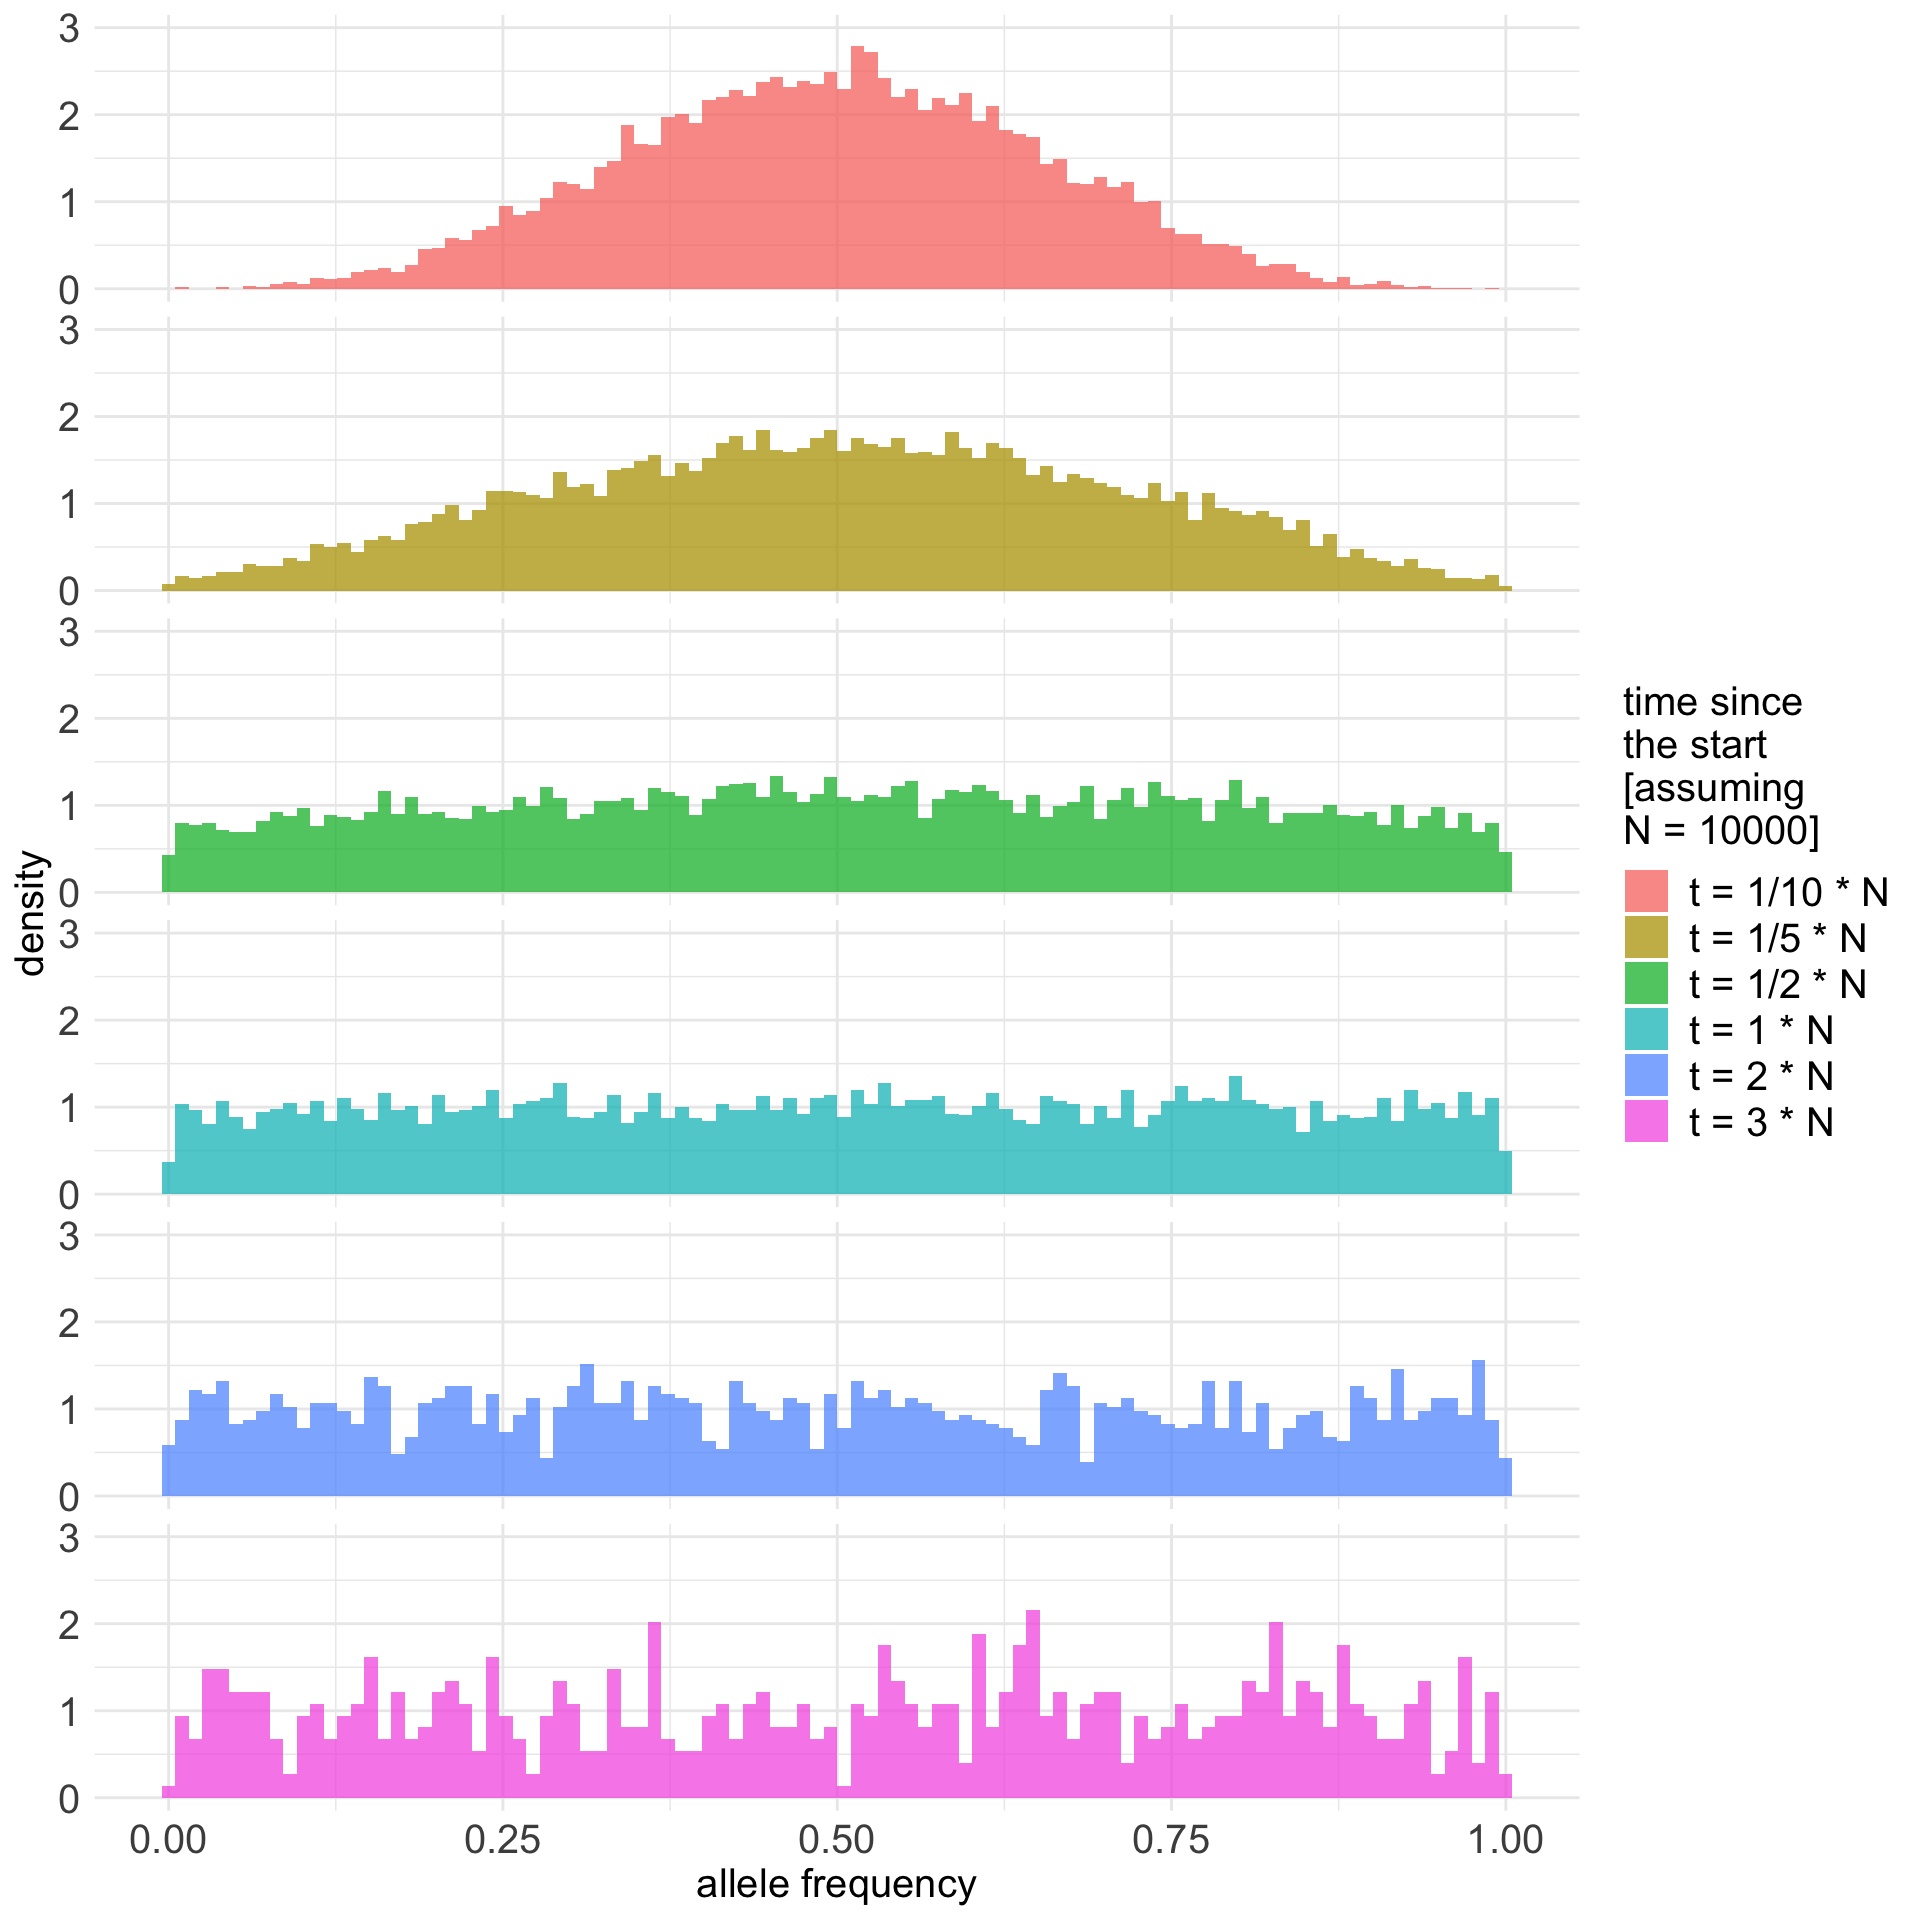 3
2
1
0
3
2
1
0
3
2
1
0
3
2
1
0
3
2
1
0
3
2
1
0
density
0.00 0.25 0.50 0.75 1.00
allele frequency
time since
the start
[assuming
N = 10000]
t = 1/10 * N
t = 1/5 * N
t = 1/2 * N
t = 1 * N
t = 2 * N
t = 3 * N